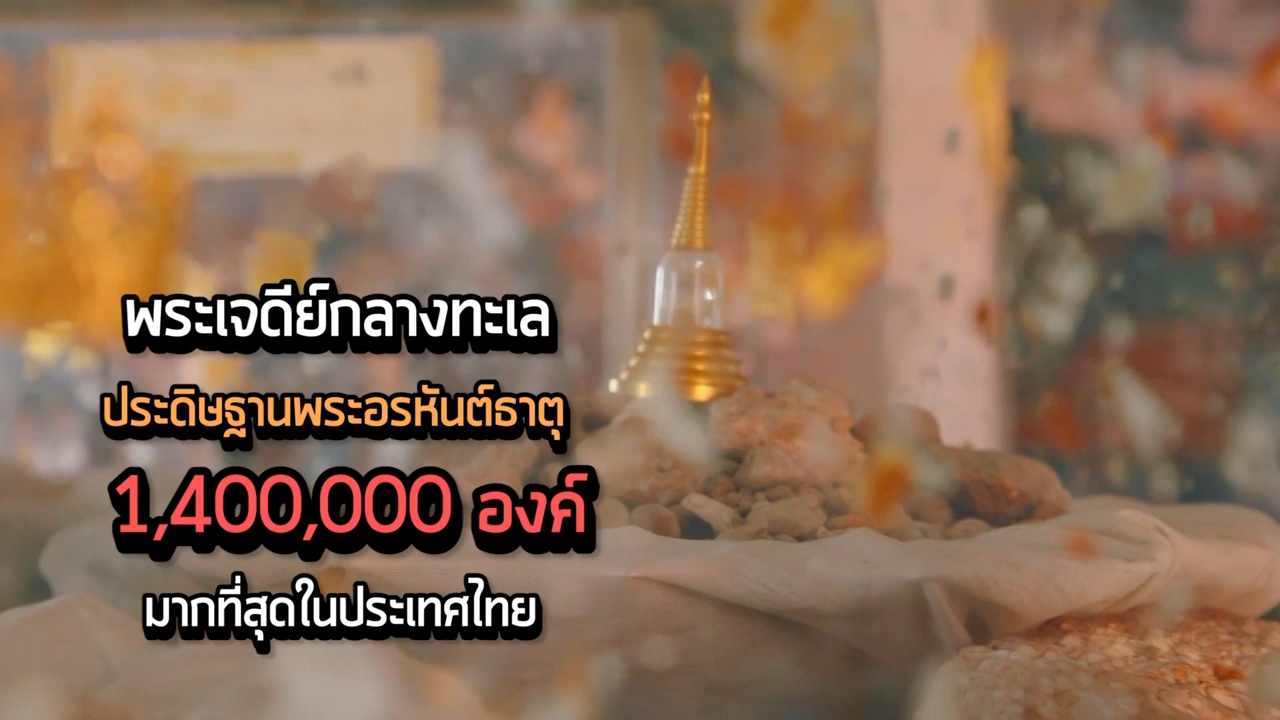 พระเจดีย์กลางทะเล
ประดิษฐานพระอรหันต์ธาตุ
1,400,000 องค์
มากที่สุดในประเทศไทย